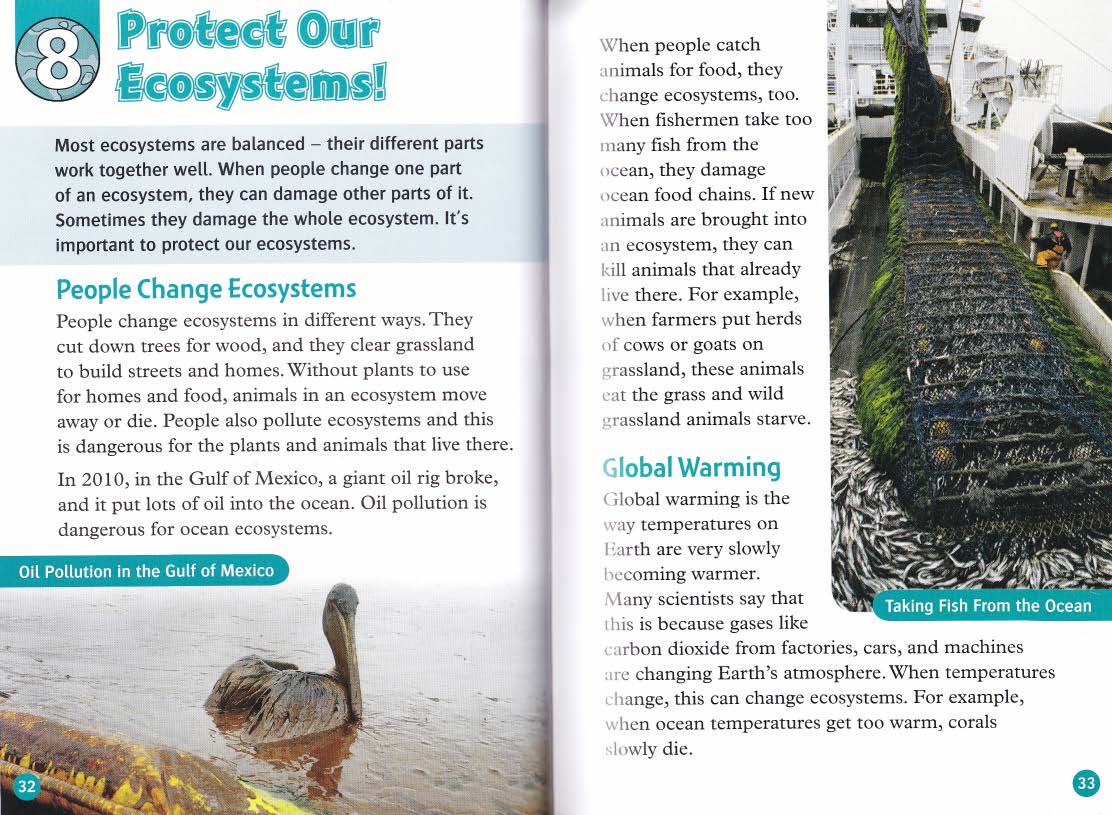 8
Protect Our
Ecosystems!
Most ecosystems are balanced – their different parts
work together well. When people change one part
of an ecosystem, they can damage other parts of it.
Sometimes they damage the whole ecosystem. It's
important to protect our ecosystems.
People Change Ecosystems
People change ecosystems in different ways. They
cut down trees for wood, and they clear grassland
to build streets and homes. Without plants to use
for homes and food, animals in an ecosystem move
away or die. People also pollute ecosystems and this
is dangerous for the plants and animals that live there.
In 2010, in the Gulf of Mexico, a giant oil rig broke,
and it put lots of oil into the ocean. Oil pollution is
dangerous for ocean ecosystems.
Oil Pollution in the Gulf of Mexico
32
When people catch
animals for food, they
change ecosystems, too.
When fishermen take too
many fish from the
ocean, they damage
ocean food chains. If new
animals are brought into
an ecosystem, they can
kill animals that already
live there. For example,
when farmers put herds
of cows or goats on
grassland, these animals
eat the grass and wild
grassland animals starve.
Global Warming
Global warming is the
way temperatures on
Earth are very slowly
becoming warmer.
Many scientists say that
this is because gases like
carbon dioxide from factories, cars, and machines
are changing Earth's atmosphere. When temperatures
change, this can change ecosystems. For example,
when ocean temperatures get too warm, corals
slowly die.
Taking Fish From the Ocean
33